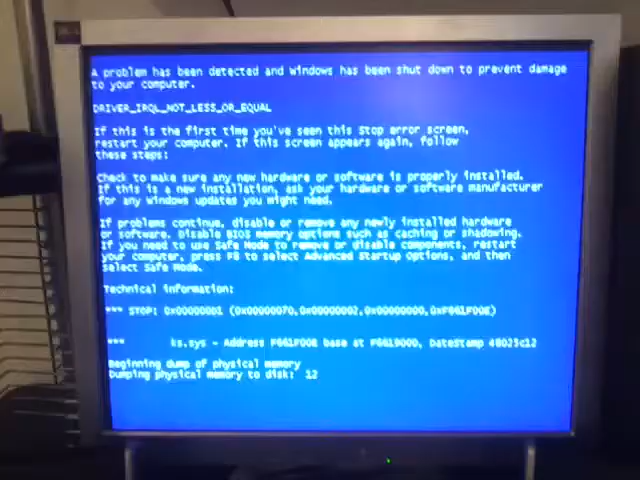 A problem has been detected and Windows has been shut down to prevent damage
to your computer.
DRIVER_IRQL_NOT_LESS_OR_EQUAL
If this is the first time you've seen this Stop error screen,
restart your computer. If this screen appears again, follow
these steps:
Check to make sure any new hardware or software is properly installed.
If this is a new installation, ask your hardware or software manufacturer
for any Windows updates you might need.
If problems continue, disable or remove any newly installed hardware
or software. Disable BIOS memory options such as caching or shadowing.
If you need to use Safe Mode to remove or disable components, restart
your computer, press F8 to select Advanced Startup Options, and then
select Safe Mode.
Technical information:
*** STOP: 0x000000D1 (0x00000070,0x00000002,0x00000000,0xF661F00E)
*** ks.sys - Address F661F00E base at F6619000, DateStamp 48025c12
Beginning dump of physical memory
Dumping physical memory to disk: 12